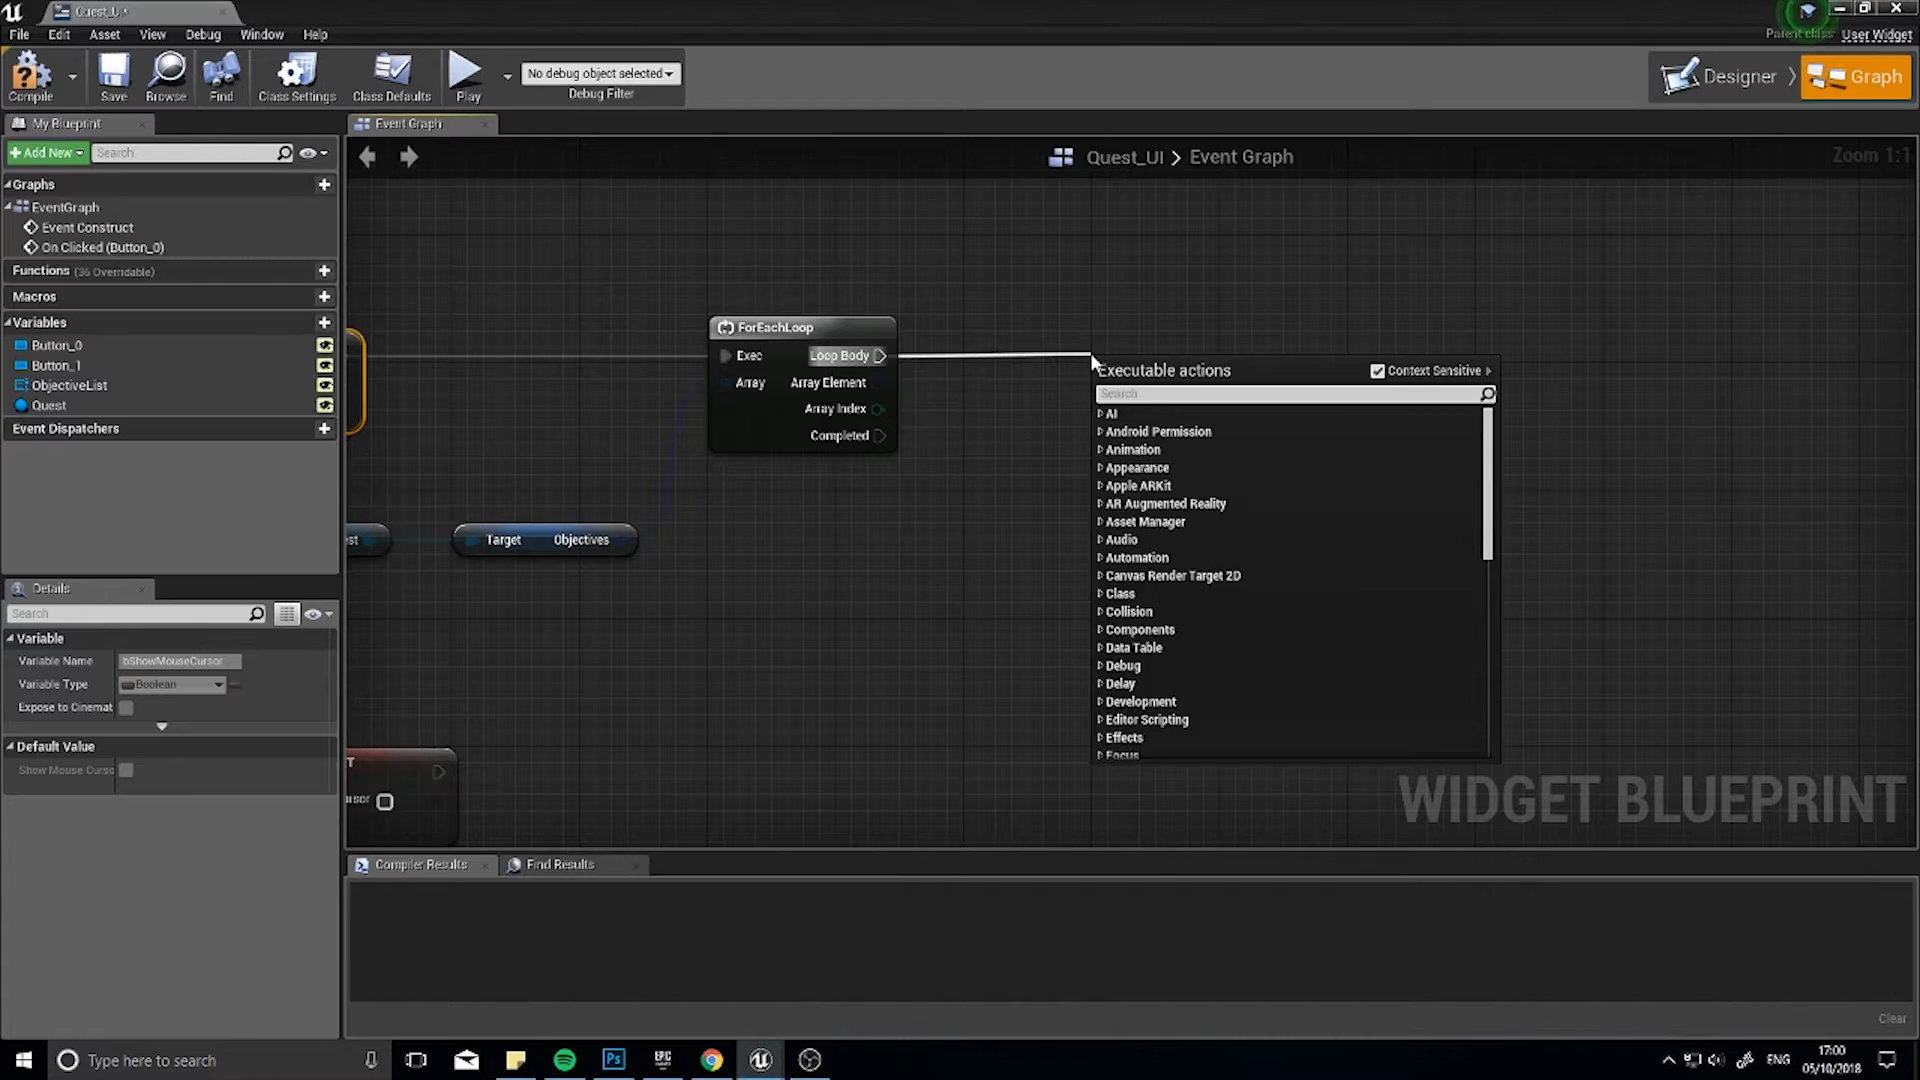 Quest_UI*
File Edit Asset View Debug Window Help
Parent class: User Widget
Compile Save Browse Find Class Settings Class Defaults Play
No debug object selected
Debug Filter
Designer Graph
My Blueprint
Add New Search
Graphs
EventGraph
Event Construct
On Clicked (Button_0)
Functions (36 Overridable)
Macros
Variables
Button_0
Button_1
ObjectiveList
Quest
Event Dispatchers
Details
Search
Variable
Variable Name bShowMouseCursor
Variable Type Boolean
Expose to Cinemat
Default Value
Show Mouse Curso
Event Graph
Quest_UI > Event Graph
Zoom 1:1
ForEachLoop
Exec Loop Body
Array Array Element
Array Index
Completed
est
Target Objectives
T
ursor
Executable actions Context Sensitive
Search
AI
Android Permission
Animation
Appearance
Apple ARKit
AR Augmented Reality
Asset Manager
Audio
Automation
Canvas Render Target 2D
Class
Collision
Components
Data Table
Debug
Delay
Development
Editor Scripting
Effects
Focus
WIDGET BLUEPRINT
Compiler Results Find Results
Clear
Type here to search
Ps
EPIC
ENG
17:00
05/10/2018